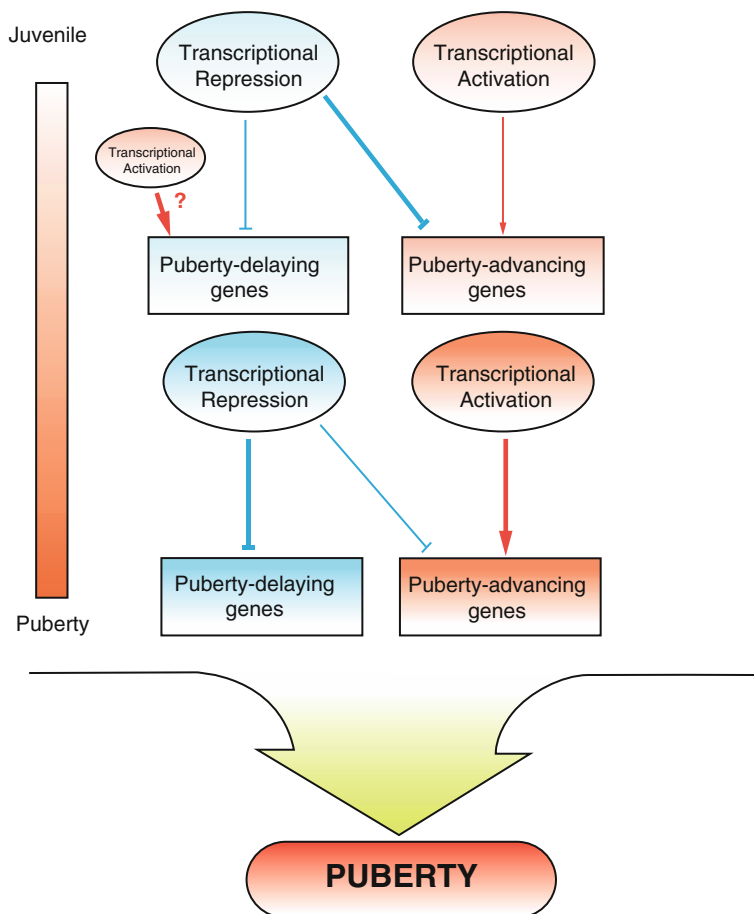 Juvenile
Transcriptional
Repression
Transcriptional
Activation
Transcriptional
Activation
?
Puberty-delaying
genes
Puberty-advancing
genes
Transcriptional
Repression
Transcriptional
Activation
Puberty-delaying
genes
Puberty-advancing
genes
Puberty
PUBERTY